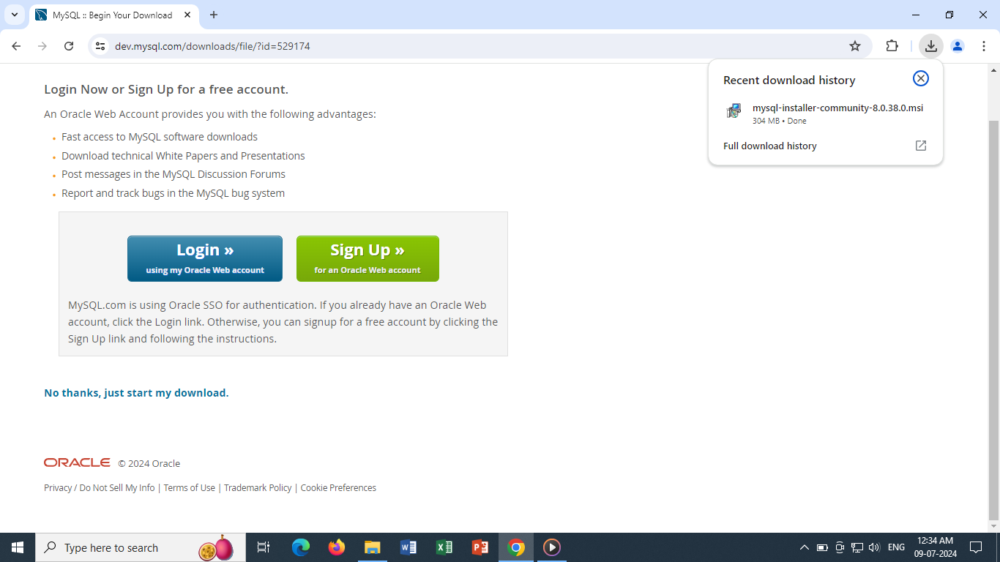 MySQL :: Begin Your Download
dev.mysql.com/downloads/file/?id=529174
Recent download history
mysql-installer-community-8.0.38.0.msi
304 MB • Done
Full download history
Login Now or Sign Up for a free account.
An Oracle Web Account provides you with the following advantages:
• Fast access to MySQL software downloads
• Download technical White Papers and Presentations
• Post messages in the MySQL Discussion Forums
• Report and track bugs in the MySQL bug system
Login »
using my Oracle Web account
Sign Up »
for an Oracle Web account
MySQL.com is using Oracle SSO for authentication. If you already have an Oracle Web
account, click the Login link. Otherwise, you can signup for a free account by clicking the
Sign Up link and following the instructions.
No thanks, just start my download.
ORACLE © 2024 Oracle
Privacy / Do Not Sell My Info | Terms of Use | Trademark Policy | Cookie Preferences
Type here to search
ENG
12:34 AM
09-07-2024